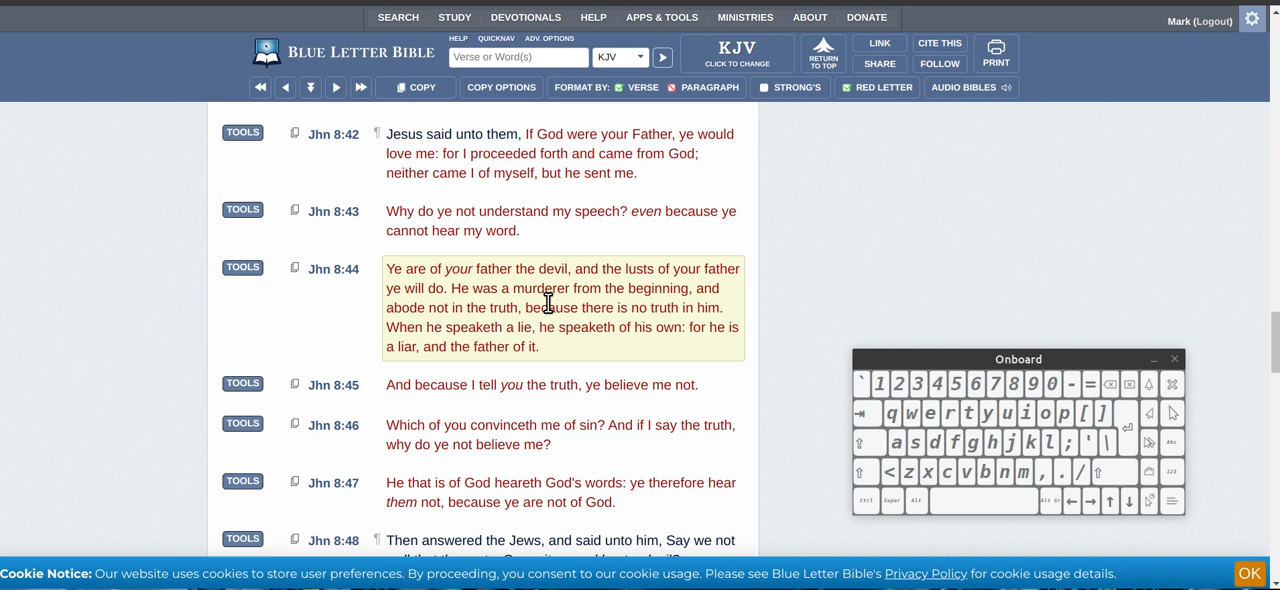 SEARCH STUDY DEVOTIONALS HELP APPS & TOOLS MINISTRIES ABOUT DONATE
Mark (Logout)
BLUE LETTER BIBLE
HELP QUICKNAV ADV. OPTIONS
Verse or Word(s) KJV
KJV
CLICK TO CHANGE
RETURN
TO TOP
LINK CITE THIS
SHARE FOLLOW
PRINT
COPY COPY OPTIONS FORMAT BY: VERSE PARAGRAPH STRONG'S RED LETTER AUDIO BIBLES
TOOLS Jhn 8:42 ¶ Jesus said unto them, If God were your Father, ye would
love me: for I proceeded forth and came from God;
neither came I of myself, but he sent me.
TOOLS Jhn 8:43 Why do ye not understand my speech? even because ye
cannot hear my word.
TOOLS Jhn 8:44 Ye are of your father the devil, and the lusts of your father
ye will do. He was a murderer from the beginning, and
abode not in the truth, because there is no truth in him.
When he speaketh a lie, he speaketh of his own: for he is
a liar, and the father of it.
TOOLS Jhn 8:45 And because I tell you the truth, ye believe me not.
TOOLS Jhn 8:46 Which of you convinceth me of sin? And if I say the truth,
why do ye not believe me?
TOOLS Jhn 8:47 He that is of God heareth God's words: ye therefore hear
them not, because ye are not of God.
TOOLS Jhn 8:48 ¶ Then answered the Jews, and said unto him, Say we not
Onboard
` 1 2 3 4 5 6 7 8 9 0 - =
q w e r t y u i o p [ ]
a s d f g h j k l ; ' \ Abc
< z x c v b n m , . / 123
Ctrl Super Alt Alt Gr
Cookie Notice: Our website uses cookies to store user preferences. By proceeding, you consent to our cookie usage. Please see Blue Letter Bible's Privacy Policy for cookie usage details. OK